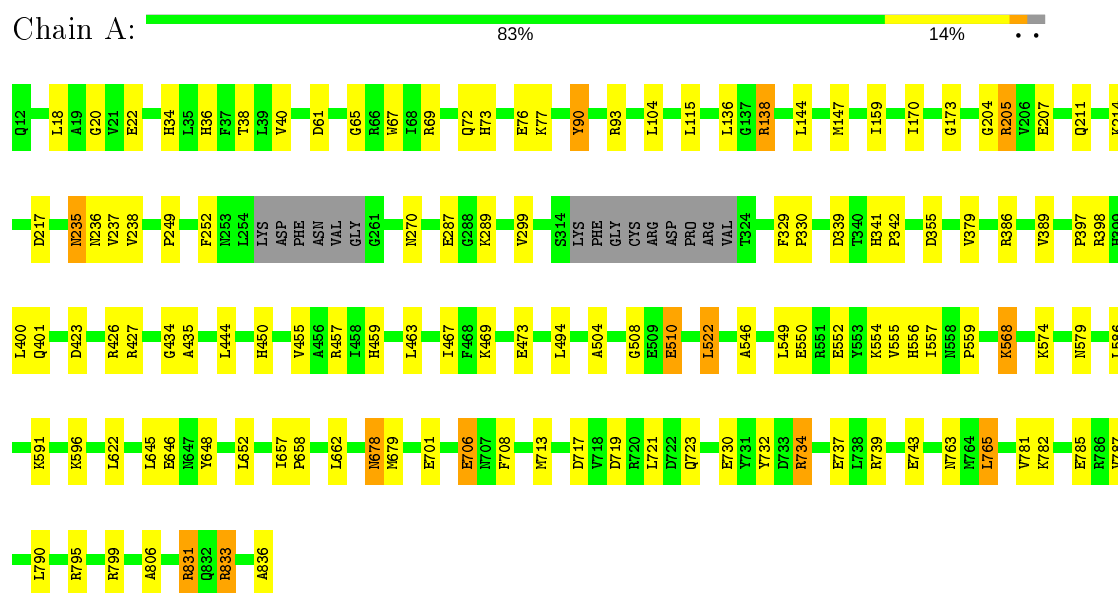 Chain A:
83% 14% • •
Q12 L18 A19 G20 V21 E22 H34 L35 H36 F37 T38 L39 V40 D61 G65 R66 W67 I68 R69 Q72 H73 E76 K77 Y90 R93 L104 L115 L136 G137 R138 L144 M147 I159 I170 G173 G204 R205 V206 E207 Q211
D217 N235 N236 V237 V238 P249 F252 N253 L254 LYS ASP PHE ASN VAL GLY G261 N270 E287 G288 K289 V299 S314 LYS PHE GLY CYS ARG ASP PRO ARG VAL T324 F329 P330 D339 T340 H341 P342 D355 V379 R386 V389 P397 R398
L400 Q401 D423 R426 R427 G434 A435 L444 H450 V455 A456 R457 I458 H459 L463 I467 F468 K469 E473 L494 A504 G508 E509 E510 L522 A546 L549 E550 R551 E552 Y553 K554 V555 H556 I557 N558 P559 K568 K574 N579 L586
K591 K596 L622 L645 E646 N647 Y648 L652 I657 P658 L662 N678 M679 E701 E706 N707 F708 M713 D717 V718 D719 R720 L721 D722 Q723 E730 Y731 Y732 D733 R734 E737 L738 R739 E743 N763 M764 L765 V781 K782 E785 R786 V787
L790 R795 R799 A806 R831 Q832 R833 A836